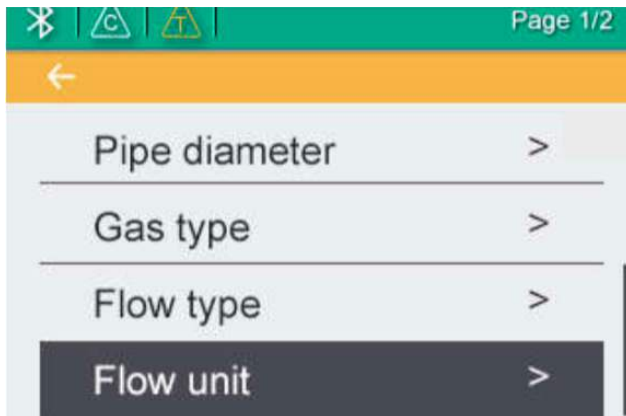 C T Page 1/2
←
Pipe diameter >
Gas type >
Flow type >
Flow unit >